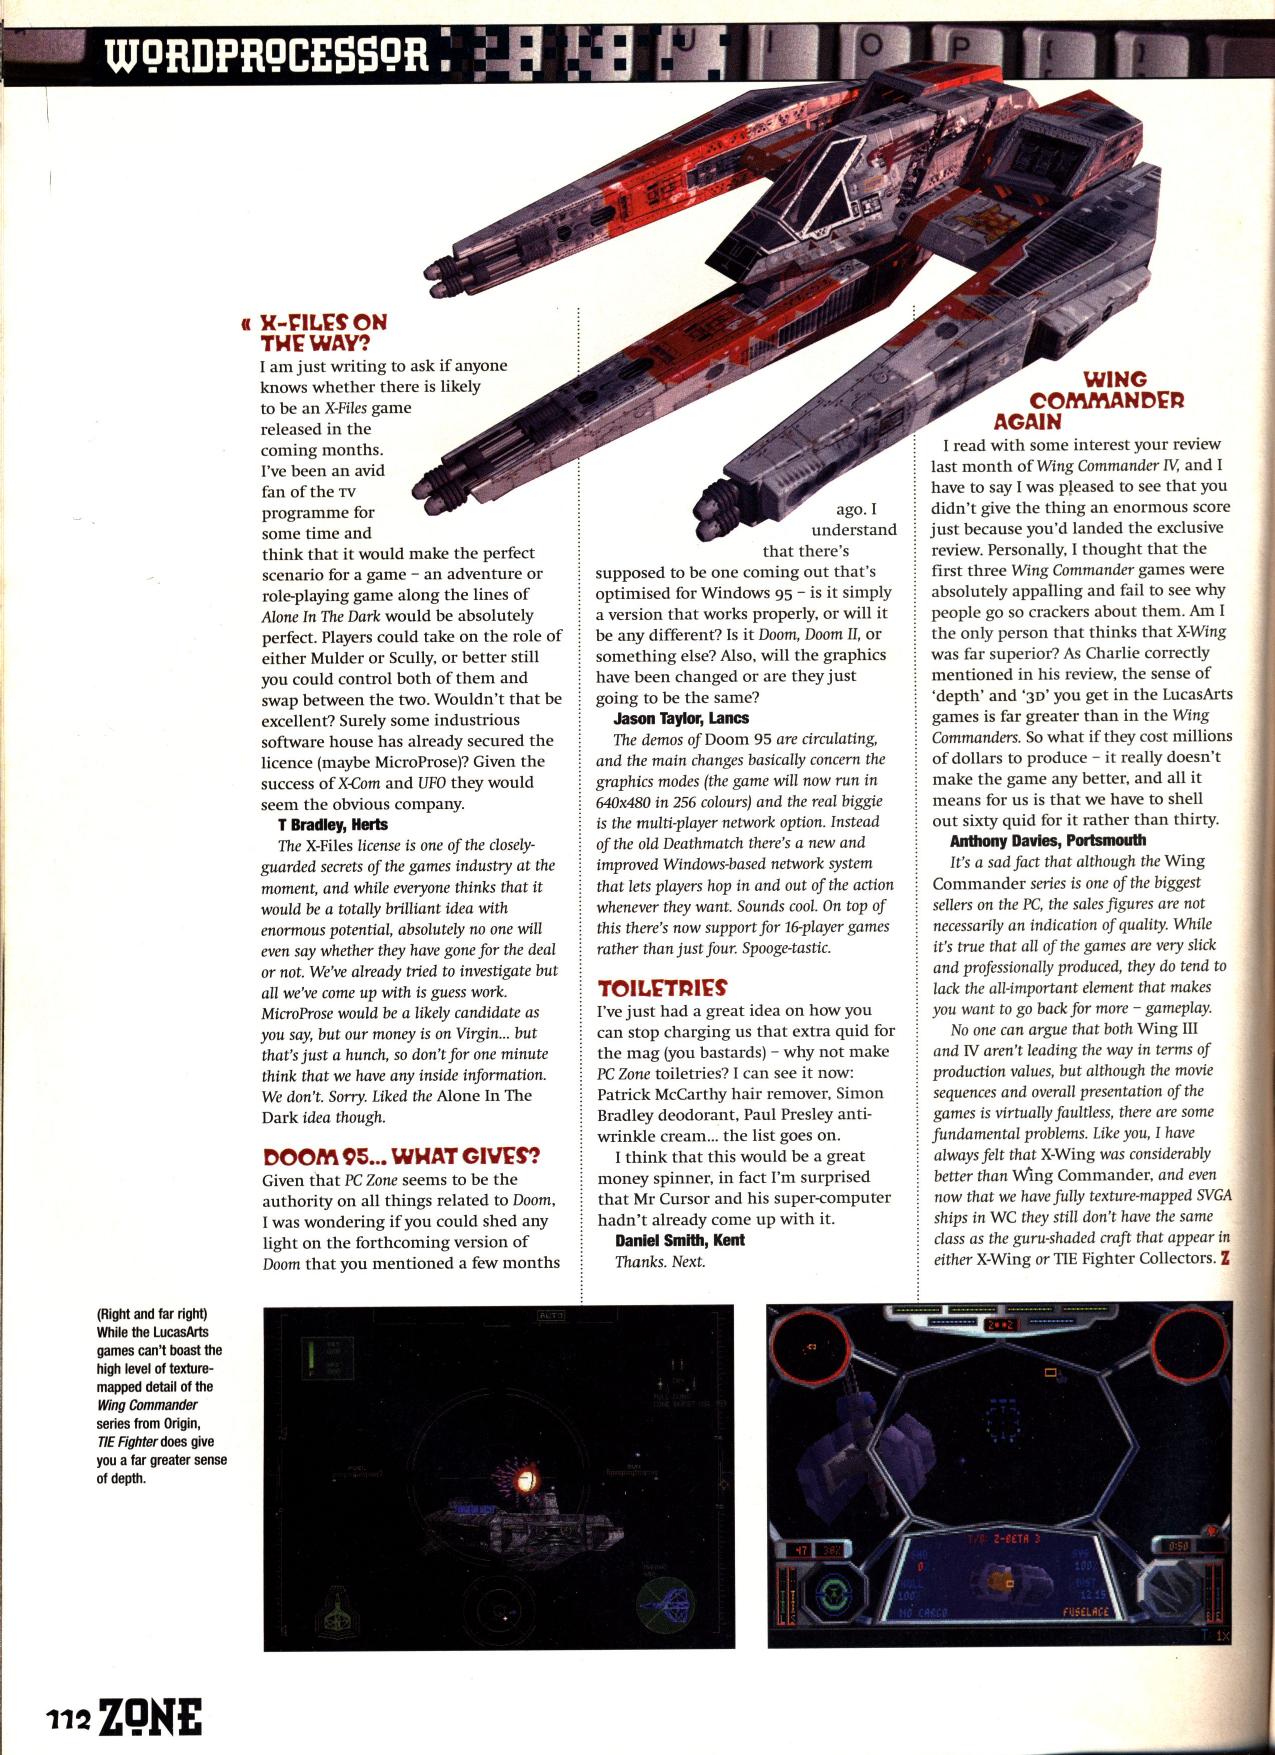 WORDPROCESSOR
U I O P
« X-FILES ON
THE WAY?
I am just writing to ask if anyone
knows whether there is likely
to be an X-Files game
released in the
coming months.
I've been an avid
fan of the TV
programme for
some time and
think that it would make the perfect
scenario for a game – an adventure or
role-playing game along the lines of
Alone In The Dark would be absolutely
perfect. Players could take on the role of
either Mulder or Scully, or better still
you could control both of them and
swap between the two. Wouldn't that be
excellent? Surely some industrious
software house has already secured the
licence (maybe MicroProse)? Given the
success of X-Com and UFO they would
seem the obvious company.
T Bradley, Herts
The X-Files license is one of the closely-
guarded secrets of the games industry at the
moment, and while everyone thinks that it
would be a totally brilliant idea with
enormous potential, absolutely no one will
even say whether they have gone for the deal
or not. We've already tried to investigate but
all we've come up with is guess work.
MicroProse would be a likely candidate as
you say, but our money is on Virgin... but
that's just a hunch, so don't for one minute
think that we have any inside information.
We don't. Sorry. Liked the Alone In The
Dark idea though.
DOOM 95... WHAT GIVES?
Given that PC Zone seems to be the
authority on all things related to Doom,
I was wondering if you could shed any
light on the forthcoming version of
Doom that you mentioned a few months
ago. I
understand
that there's
supposed to be one coming out that's
optimised for Windows 95 – is it simply
a version that works properly, or will it
be any different? Is it Doom, Doom II, or
something else? Also, will the graphics
have been changed or are they just
going to be the same?
Jason Taylor, Lancs
The demos of Doom 95 are circulating,
and the main changes basically concern the
graphics modes (the game will now run in
640x480 in 256 colours) and the real biggie
is the multi-player network option. Instead
of the old Deathmatch there's a new and
improved Windows-based network system
that lets players hop in and out of the action
whenever they want. Sounds cool. On top of
this there's now support for 16-player games
rather than just four. Spooge-tastic.
TOILETRIES
I've just had a great idea on how you
can stop charging us that extra quid for
the mag (you bastards) – why not make
PC Zone toiletries? I can see it now:
Patrick McCarthy hair remover, Simon
Bradley deodorant, Paul Presley anti-
wrinkle cream... the list goes on.
I think that this would be a great
money spinner, in fact I'm surprised
that Mr Cursor and his super-computer
hadn't already come up with it.
Daniel Smith, Kent
Thanks. Next.
WING
COMMANDER
AGAIN
I read with some interest your review
last month of Wing Commander IV, and I
have to say I was pleased to see that you
didn't give the thing an enormous score
just because you'd landed the exclusive
review. Personally, I thought that the
first three Wing Commander games were
absolutely appalling and fail to see why
people go so crackers about them. Am I
the only person that thinks that X-Wing
was far superior? As Charlie correctly
mentioned in his review, the sense of
'depth' and '3D' you get in the LucasArts
games is far greater than in the Wing
Commanders. So what if they cost millions
of dollars to produce – it really doesn't
make the game any better, and all it
means for us is that we have to shell
out sixty quid for it rather than thirty.
Anthony Davies, Portsmouth
It's a sad fact that although the Wing
Commander series is one of the biggest
sellers on the PC, the sales figures are not
necessarily an indication of quality. While
it's true that all of the games are very slick
and professionally produced, they do tend to
lack the all-important element that makes
you want to go back for more – gameplay.
No one can argue that both Wing III
and IV aren't leading the way in terms of
production values, but although the movie
sequences and overall presentation of the
games is virtually faultless, there are some
fundamental problems. Like you, I have
always felt that X-Wing was considerably
better than Wing Commander, and even
now that we have fully texture-mapped SVGA
ships in WC they still don't have the same
class as the guru-shaded craft that appear in
either X-Wing or TIE Fighter Collectors. Z
(Right and far right)
While the LucasArts
games can't boast the
high level of texture-
mapped detail of the
Wing Commander
series from Origin,
TIE Fighter does give
you a far greater sense
of depth.
AUTO
T/D Z-BETA 3
SHD
0
SYS
100
HULL
100
DIST
12 15
NO CARGO
FUSELAGE
47
0:50
T 1x
112 ZONE